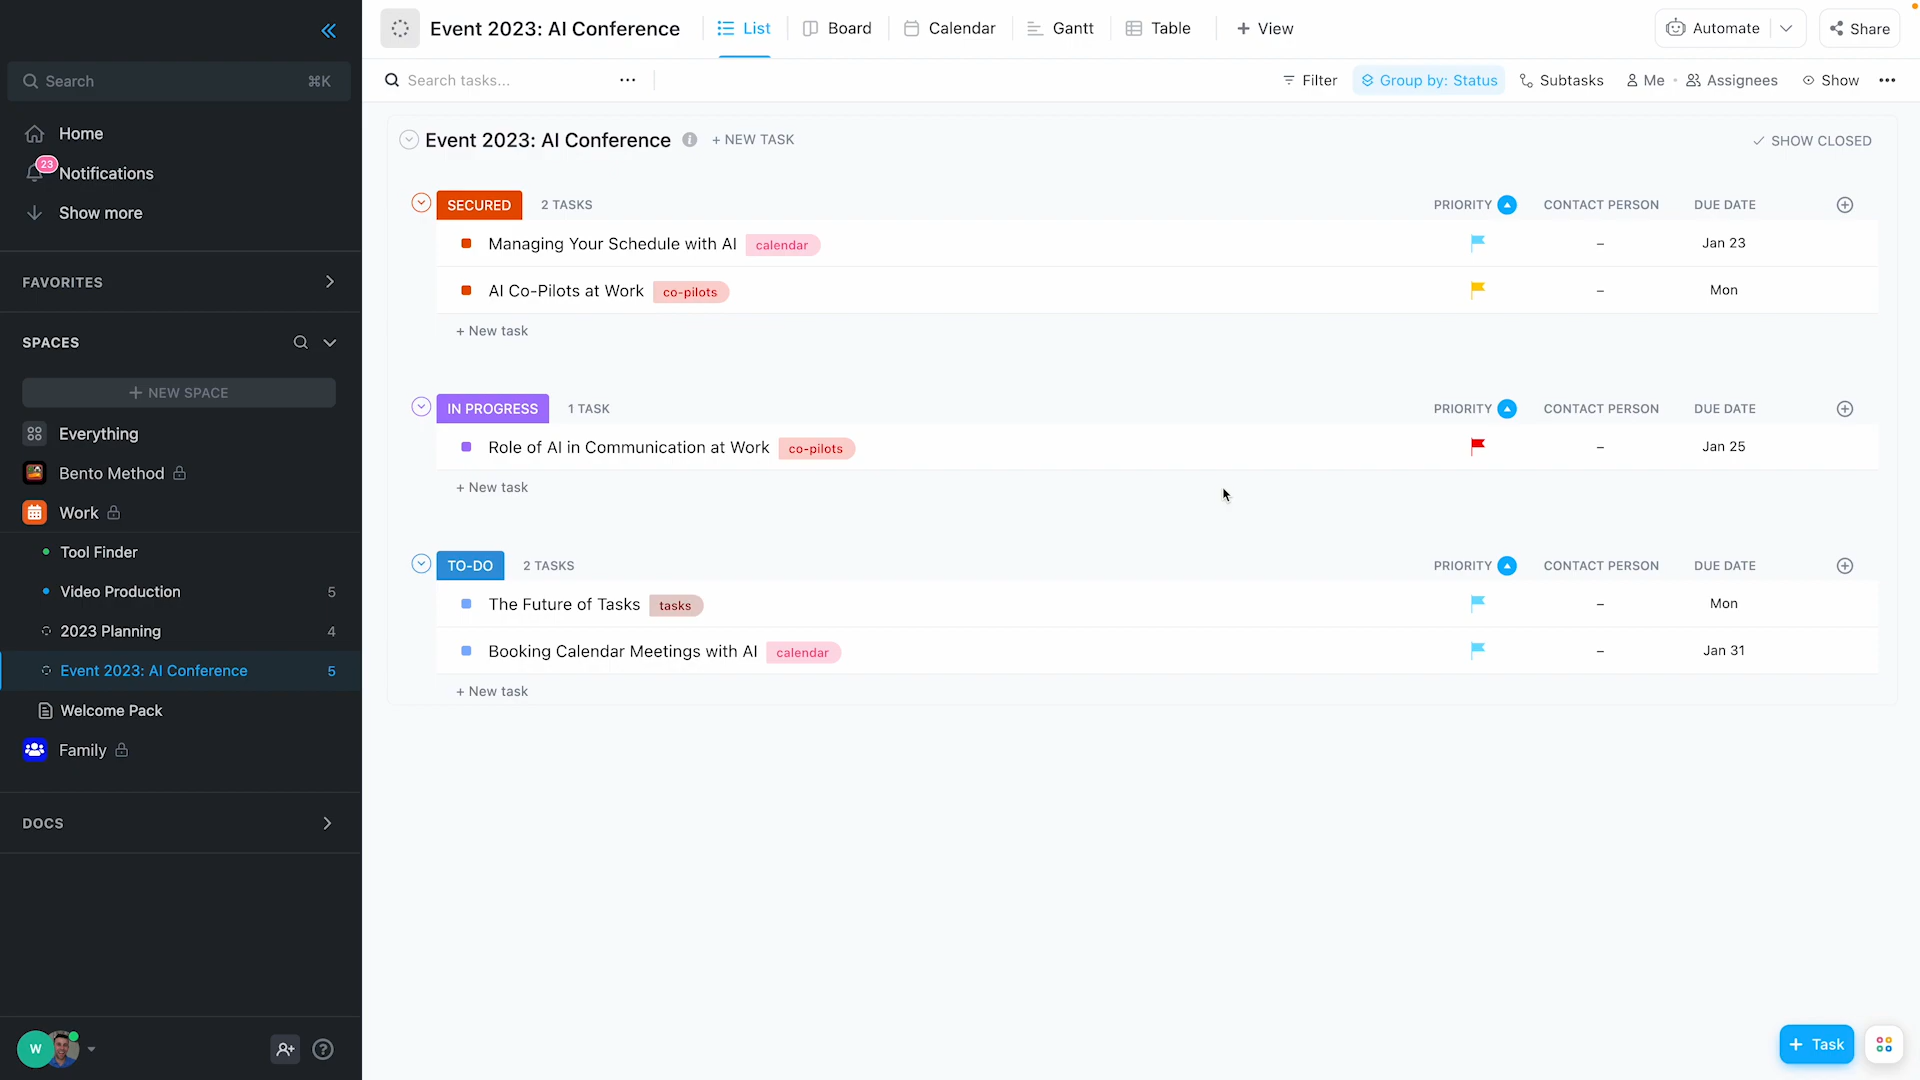 Search ⌘K
Home
23
Notifications
Show more
FAVORITES
SPACES
+ NEW SPACE
Everything
Bento Method
Work
Tool Finder
Video Production 5
2023 Planning 4
Event 2023: AI Conference 5
Welcome Pack
Family
DOCS
W
Event 2023: AI Conference List Board Calendar Gantt Table + View Automate Share
Search tasks... Filter Group by: Status Subtasks Me Assignees Show
Event 2023: AI Conference + NEW TASK SHOW CLOSED
SECURED 2 TASKS PRIORITY CONTACT PERSON DUE DATE
Managing Your Schedule with AI calendar – Jan 23
AI Co-Pilots at Work co-pilots – Mon
+ New task
IN PROGRESS 1 TASK PRIORITY CONTACT PERSON DUE DATE
Role of AI in Communication at Work co-pilots – Jan 25
+ New task
TO-DO 2 TASKS PRIORITY CONTACT PERSON DUE DATE
The Future of Tasks tasks – Mon
Booking Calendar Meetings with AI calendar – Jan 31
+ New task
+ Task